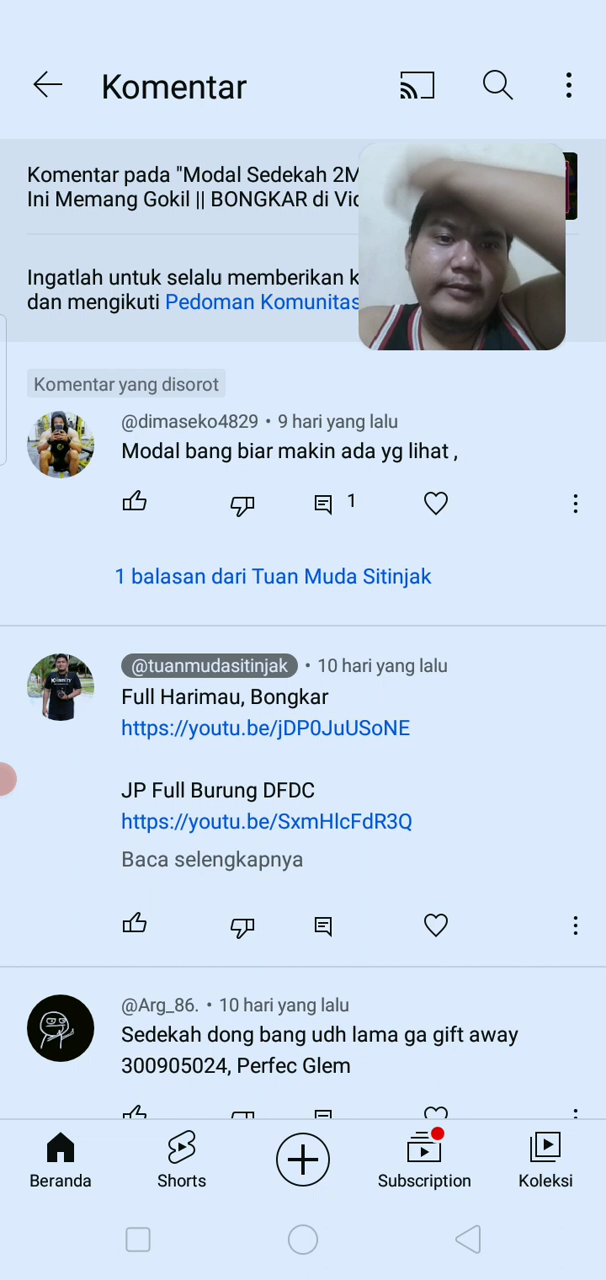 Komentar
Komentar pada "Modal Sedekah 2M
Ini Memang Gokil || BONGKAR di
Ingatlah untuk selalu memberikan
dan mengikuti Pedoman Komunitas
Komentar yang disorot
@dimaseko4829 • 9 hari yang lalu
Modal bang biar makin ada yg lihat ,
1
1 balasan dari Tuan Muda Sitinjak
@tuanmudasitinjak • 10 hari yang lalu
Full Harimau, Bongkar
https://youtu.be/jDP0JuUSoNE
JP Full Burung DFDC
https://youtu.be/SxmHlcFdR3Q
Baca selengkapnya
@Arg_86. • 10 hari yang lalu
Sedekah dong bang udh lama ga gift away
300905024, Perfec Glem
Beranda
Shorts
Subscription
Koleksi